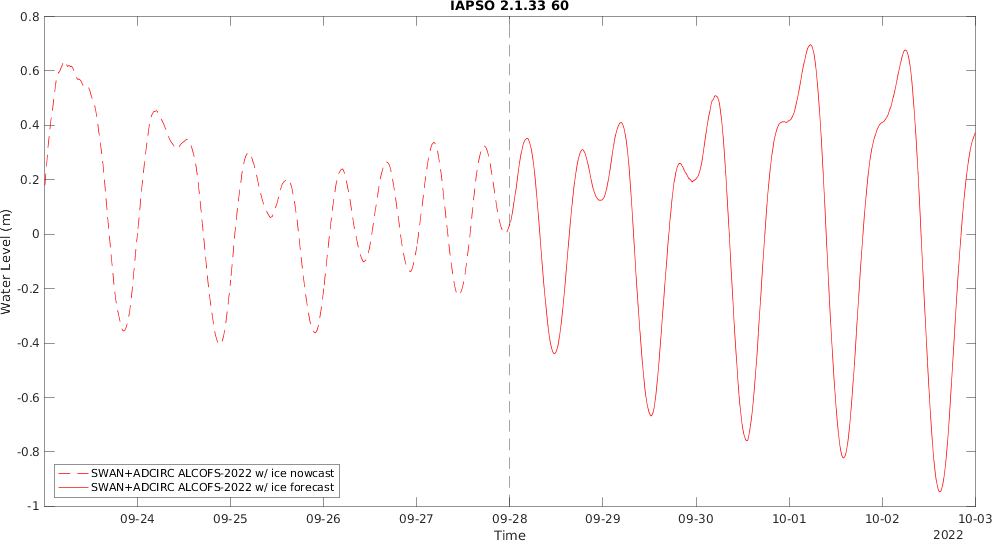 IAPSO 2.1.33 60
0.8
0.6
0.4
0.2
0
-0.2
-0.4
-0.6
-0.8
-1
Water Level (m)
SWAN+ADCIRC ALCOFS-2022 w/ ice nowcast
SWAN+ADCIRC ALCOFS-2022 w/ ice forecast
09-24 09-25 09-26 09-27 09-28 09-29 09-30 10-01 10-02 10-03
Time
2022